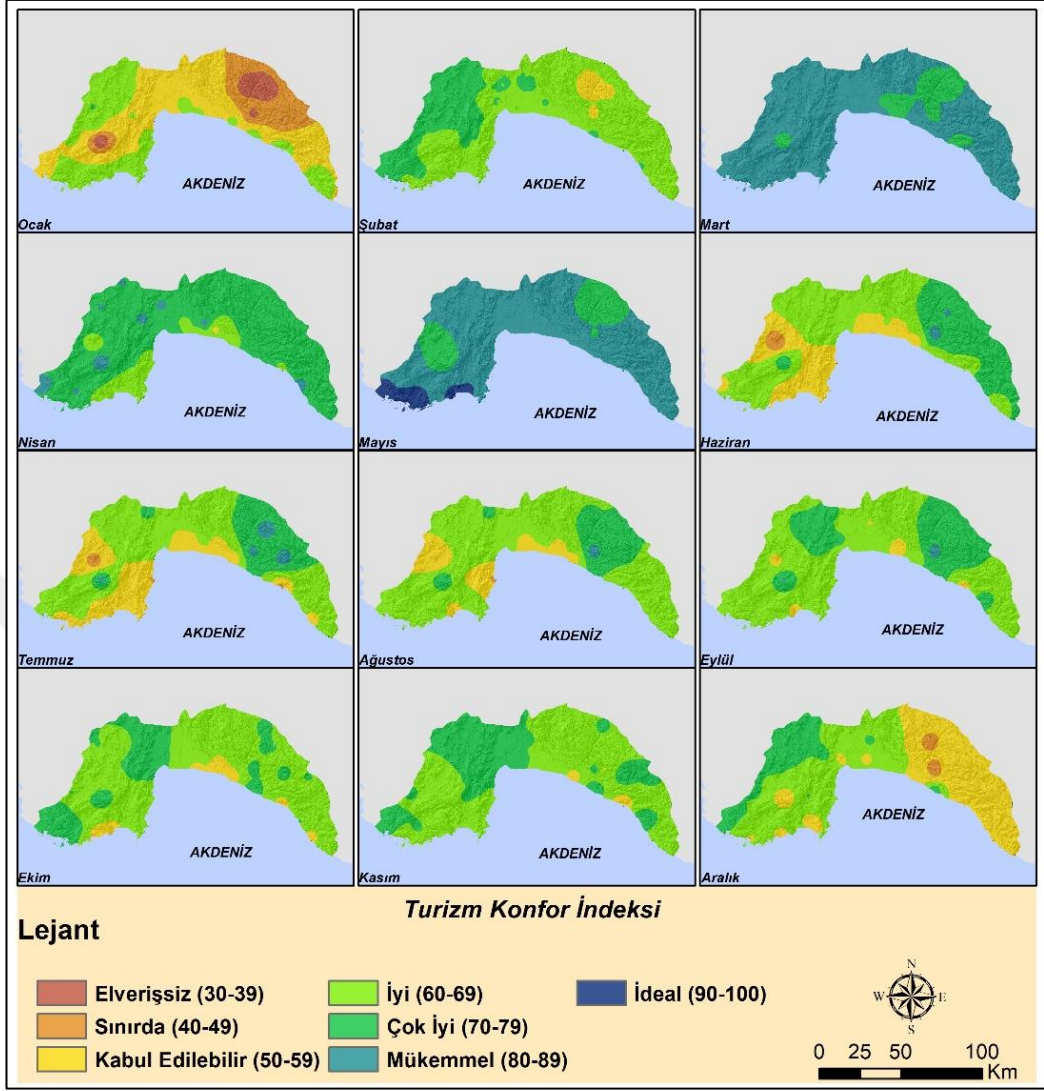 AKDENİZ
Ocak
AKDENİZ
Şubat
AKDENİZ
Mart
AKDENİZ
Nisan
AKDENİZ
Mayıs
AKDENİZ
Haziran
AKDENİZ
Temmuz
AKDENİZ
Ağustos
AKDENİZ
Eylül
AKDENİZ
Ekim
AKDENİZ
Kasım
AKDENİZ
Aralık
Turizm Konfor İndeksi
Lejant
Elverişsiz (30-39)
Sınırda (40-49)
Kabul Edilebilir (50-59)
İyi (60-69)
Çok İyi (70-79)
Mükemmel (80-89)
İdeal (90-100)
N
W E
S
0 25 50 100
Km